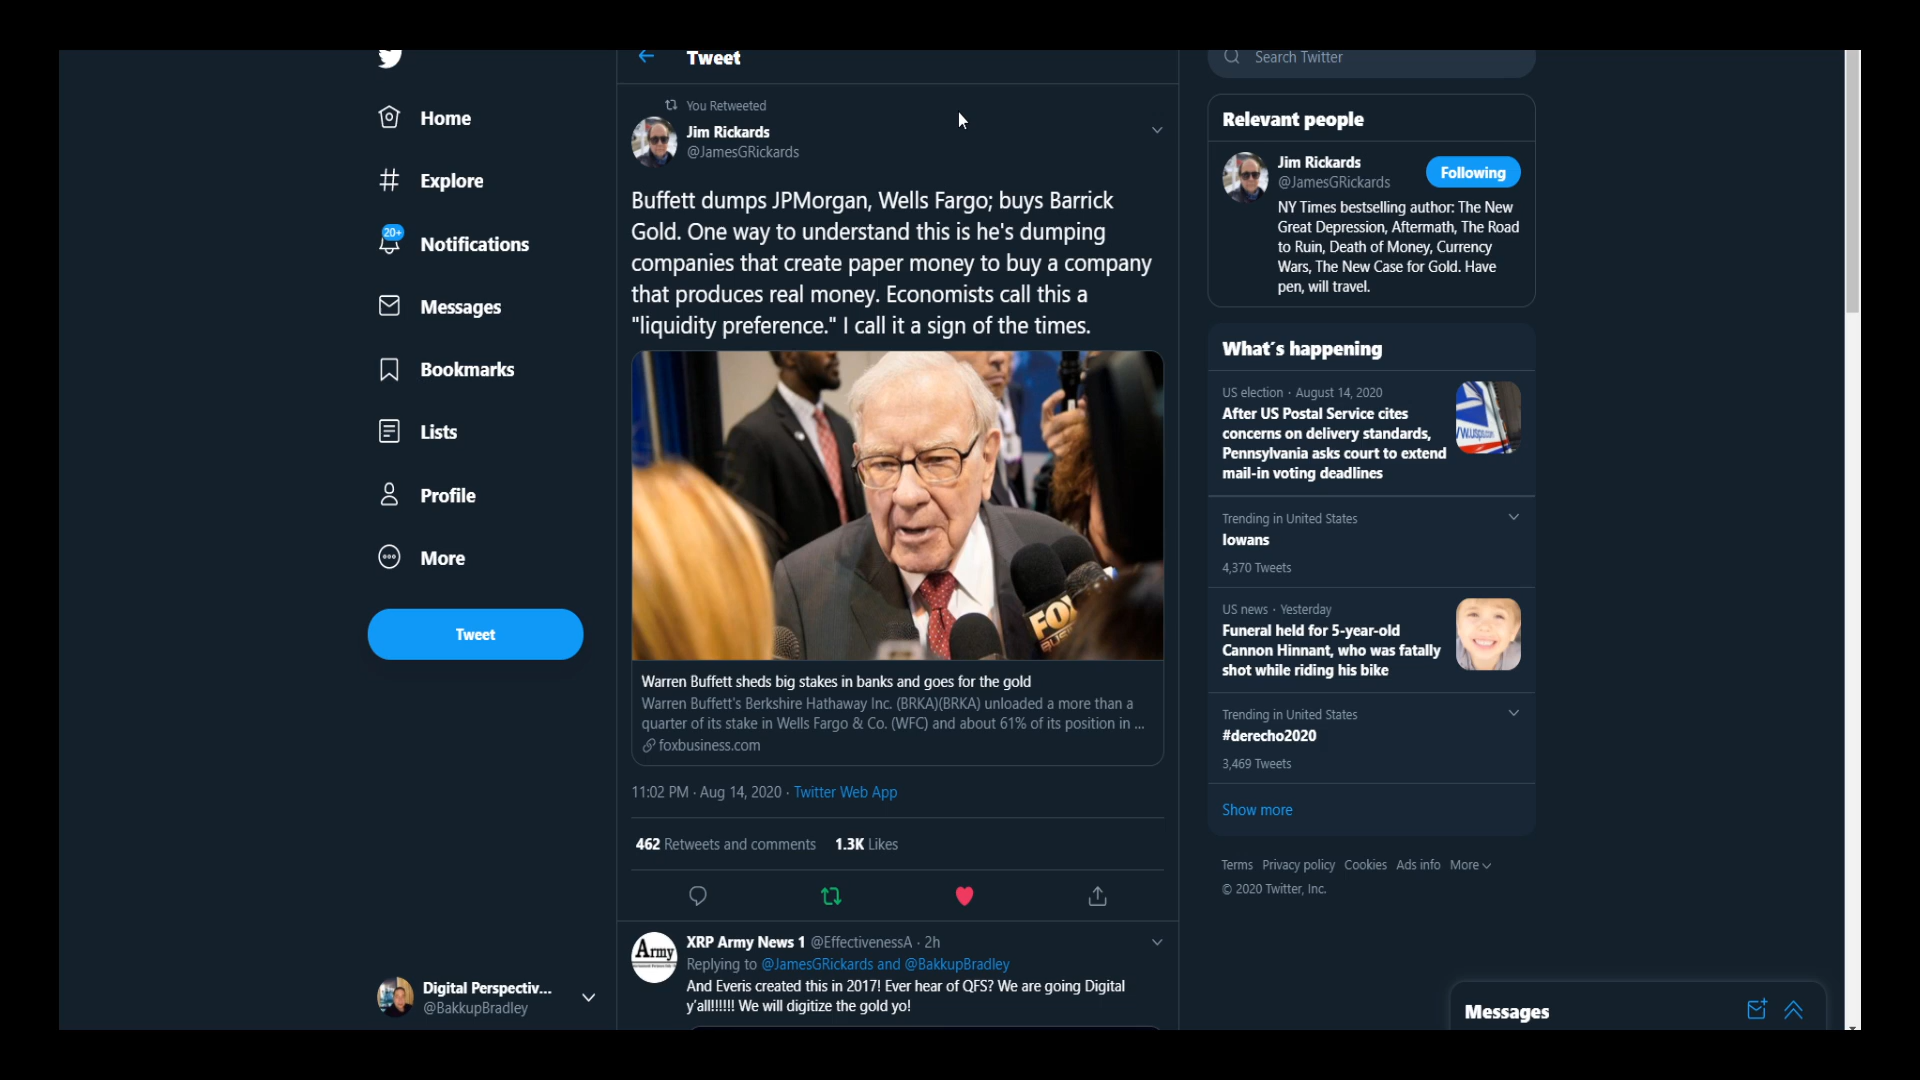 Home
Explore
20+
Notifications
Messages
Bookmarks
Lists
Profile
More
Tweet
Digital Perspectiv...
@BakkupBradley
Tweet
You Retweeted
Jim Rickards
@JamesGRickards
Buffett dumps JPMorgan, Wells Fargo; buys Barrick
Gold. One way to understand this is he's dumping
companies that create paper money to buy a company
that produces real money. Economists call this a
"liquidity preference." I call it a sign of the times.
FOX
Warren Buffett sheds big stakes in banks and goes for the gold
Warren Buffett's Berkshire Hathaway Inc. (BRKA)(BRKA) unloaded a more than a
quarter of its stake in Wells Fargo & Co. (WFC) and about 61% of its position in ...
foxbusiness.com
11:02 PM · Aug 14, 2020 · Twitter Web App
462 Retweets and comments 1.3K Likes
Army
XRP Army News 1 @EffectivenessA · 2h
Replying to @JamesGRickards and @BakkupBradley
And Everis created this in 2017! Ever hear of QFS? We are going Digital
y'all!!!!!! We will digitize the gold yo!
Search Twitter
Relevant people
Jim Rickards
@JamesGRickards
Following
NY Times bestselling author: The New
Great Depression, Aftermath, The Road
to Ruin, Death of Money, Currency
Wars, The New Case for Gold. Have
pen, will travel.
What's happening
US election · August 14, 2020
After US Postal Service cites
concerns on delivery standards,
Pennsylvania asks court to extend
mail-in voting deadlines
Trending in United States
Iowans
4,370 Tweets
US news · Yesterday
Funeral held for 5-year-old
Cannon Hinnant, who was fatally
shot while riding his bike
Trending in United States
#derecho2020
3,469 Tweets
Show more
Terms Privacy policy Cookies Ads info More
© 2020 Twitter, Inc.
Messages